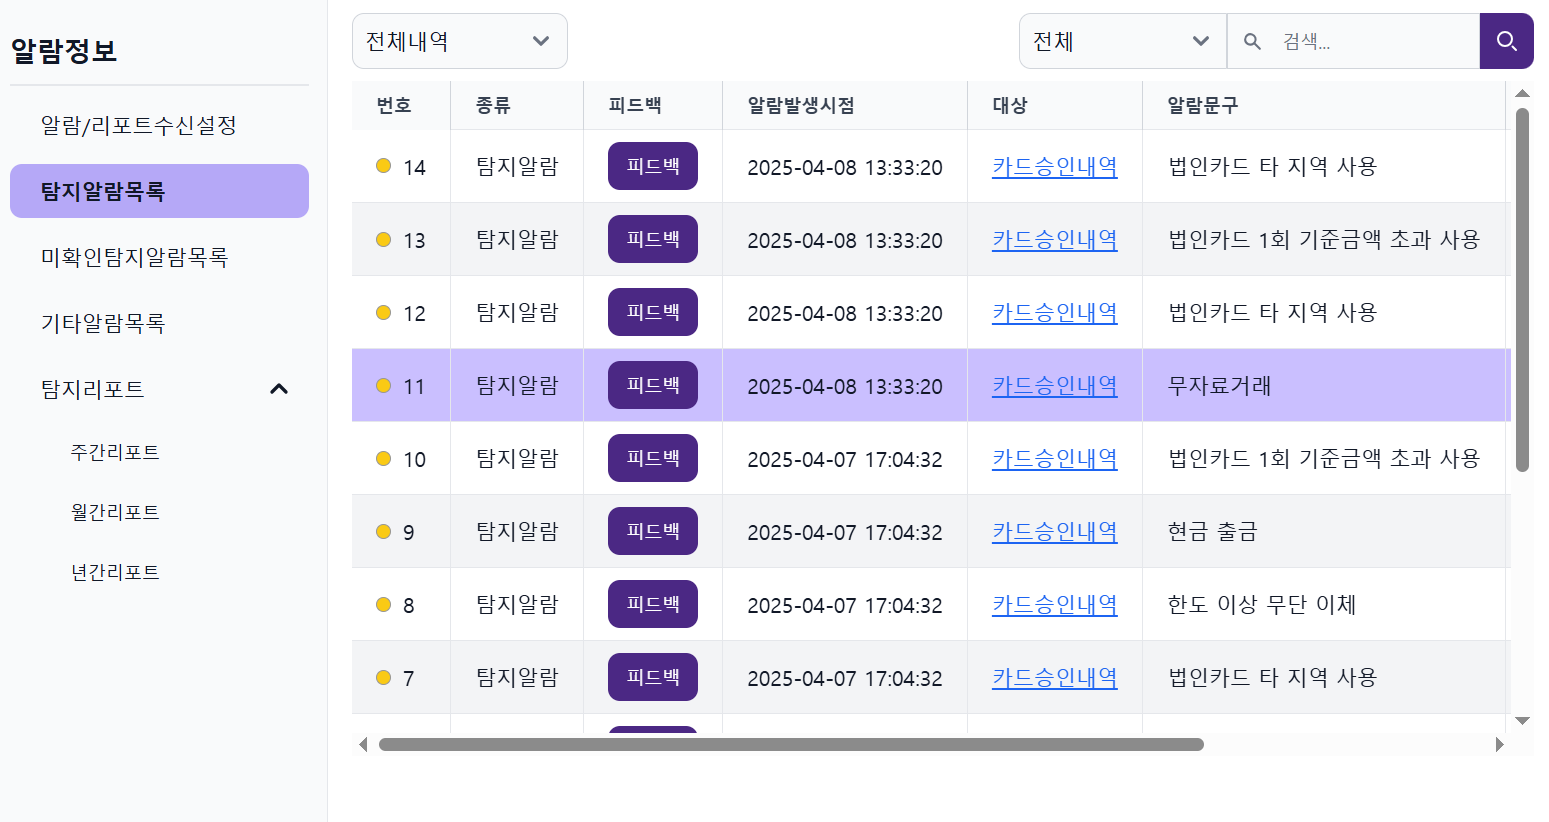 알람정보
알람/리포트수신설정
탐지알람목록
미확인탐지알람목록
기타알람목록
탐지리포트
주간리포트
월간리포트
년간리포트
전체내역 전체 검색...
번호 종류 피드백 알람발생시점 대상 알람문구
14 탐지알람 피드백 2025-04-08 13:33:20 카드승인내역 법인카드 타 지역 사용
13 탐지알람 피드백 2025-04-08 13:33:20 카드승인내역 법인카드 1회 기준금액 초과 사용
12 탐지알람 피드백 2025-04-08 13:33:20 카드승인내역 법인카드 타 지역 사용
11 탐지알람 피드백 2025-04-08 13:33:20 카드승인내역 무자료거래
10 탐지알람 피드백 2025-04-07 17:04:32 카드승인내역 법인카드 1회 기준금액 초과 사용
9 탐지알람 피드백 2025-04-07 17:04:32 카드승인내역 현금 출금
8 탐지알람 피드백 2025-04-07 17:04:32 카드승인내역 한도 이상 무단 이체
7 탐지알람 피드백 2025-04-07 17:04:32 카드승인내역 법인카드 타 지역 사용